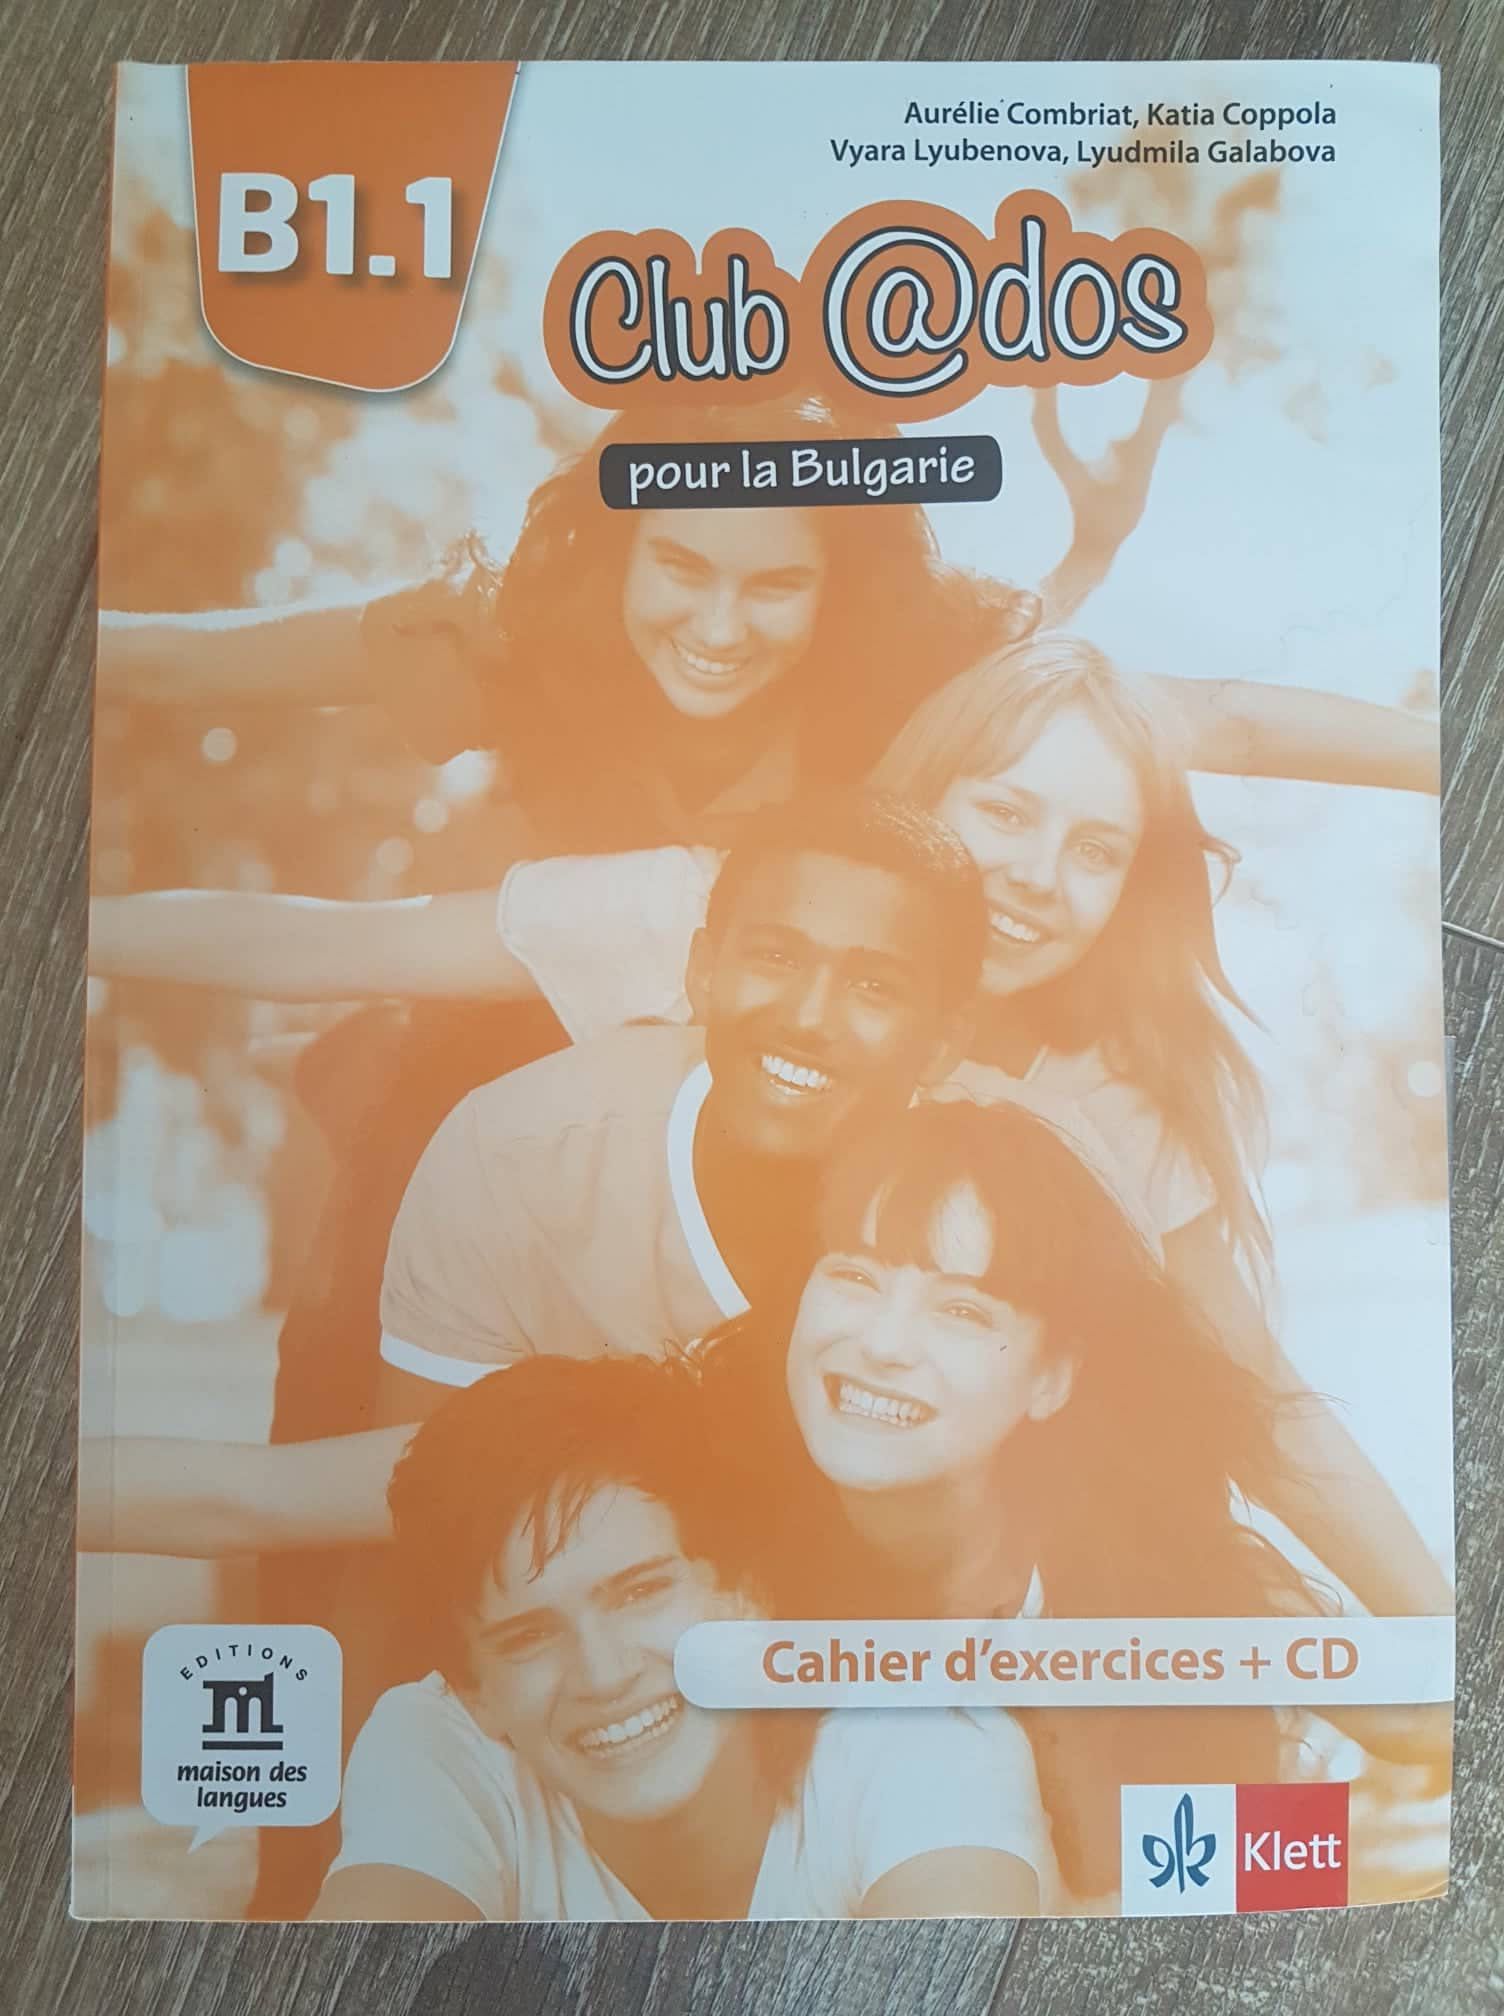 B1.1
Aurélie Combriat, Katia Coppola
Vyara Lyubenova, Lyudmila Galabova
Club @dos
pour la Bulgarie
Cahier d'exercices + CD
EDITIONS
maison des
langues
Klett